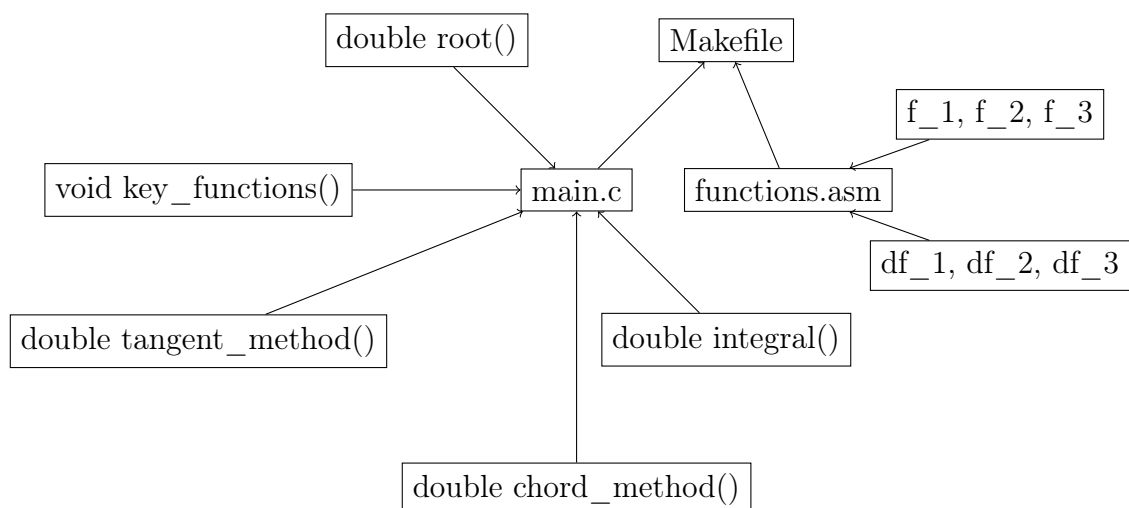 double root()
Makefile
f_1, f_2, f_3
void key_functions()
main.c
functions.asm
df_1, df_2, df_3
double tangent_method()
double integral()
double chord_method()